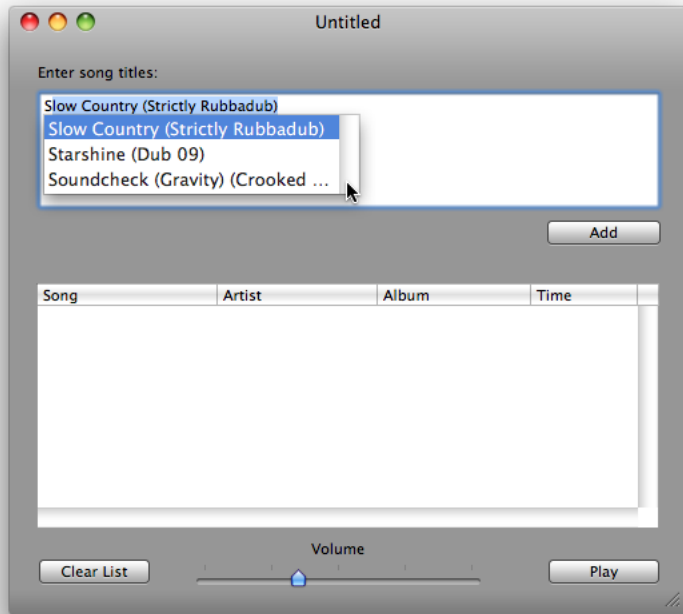 Untitled
Enter song titles:
Slow Country (Strictly Rubbadub)
Slow Country (Strictly Rubbadub)
Starshine (Dub 09)
Soundcheck (Gravity) (Crooked ...
Add
Song Artist Album Time
Volume
Clear List Play